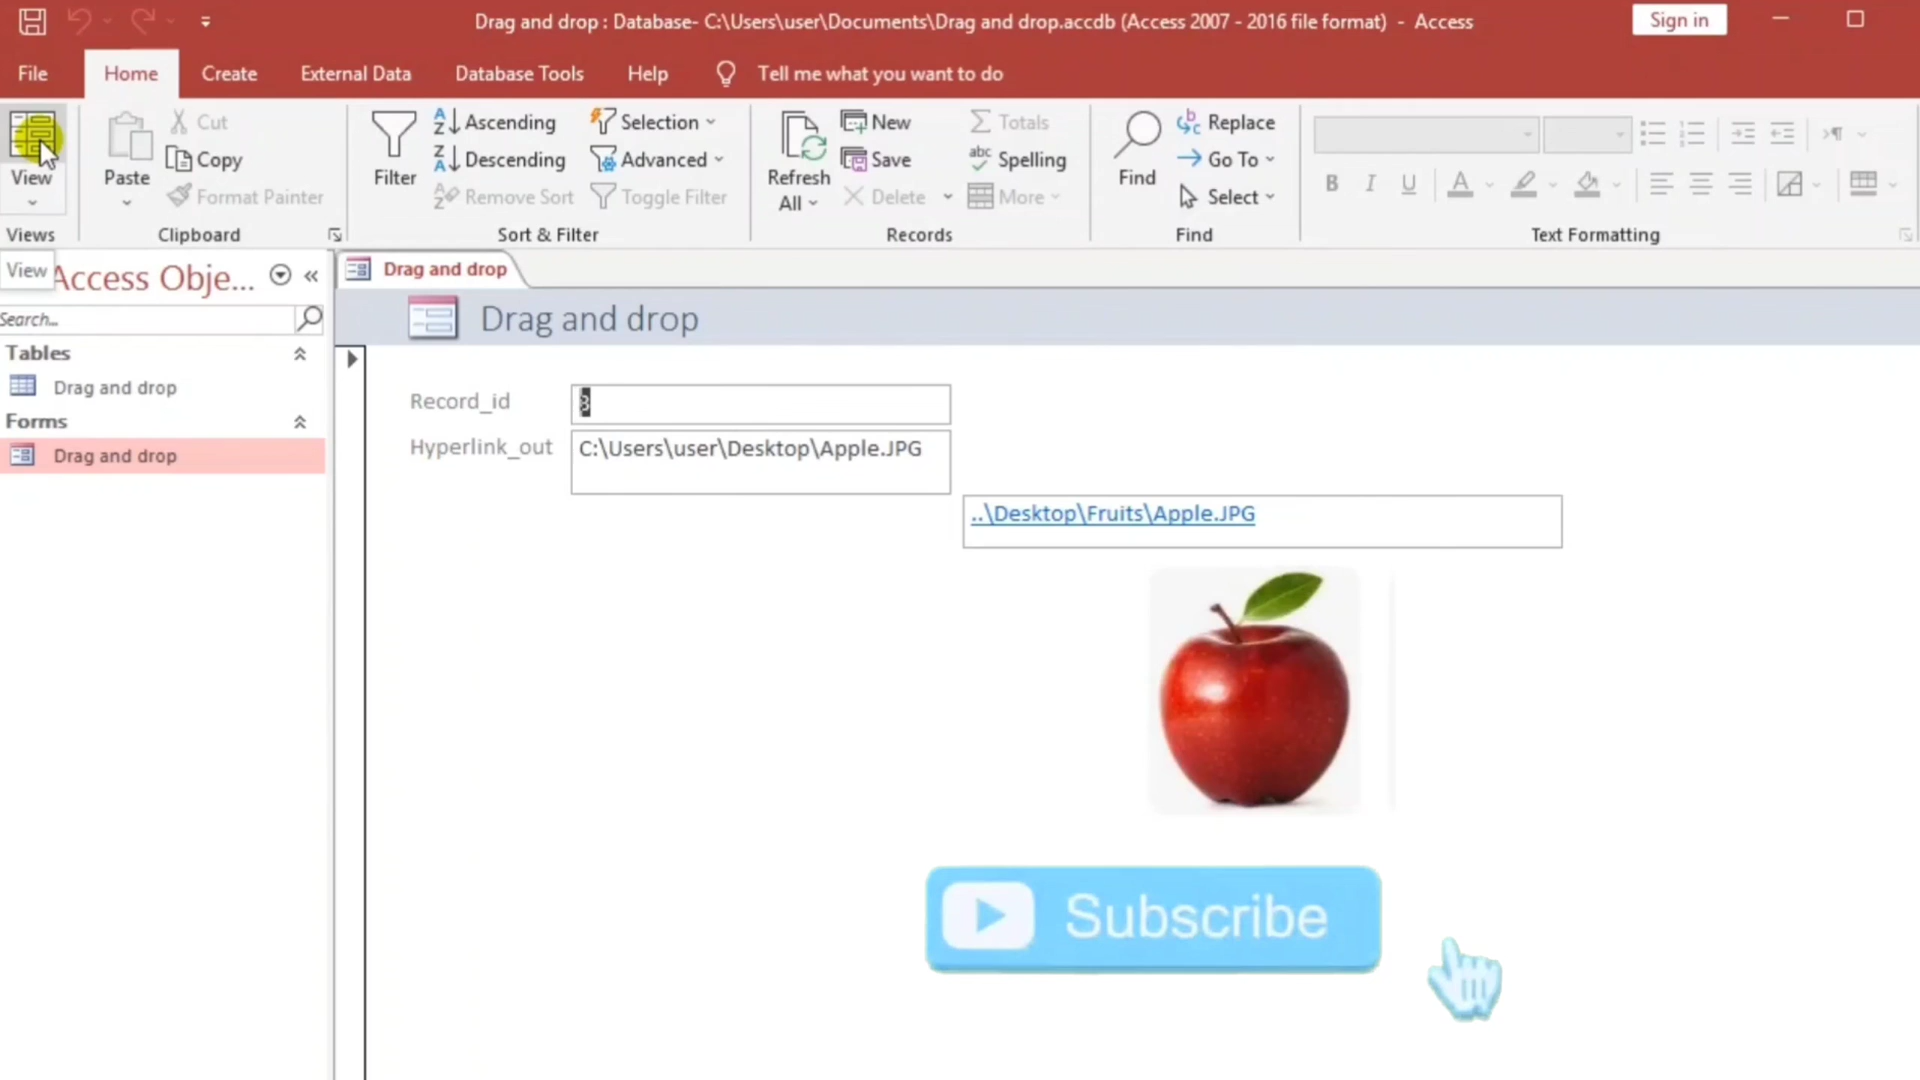 Drag and drop : Database- C:\Users\user\Documents\Drag and drop.accdb (Access 2007 - 2016 file format) - Access
Sign in
File
Home
Create
External Data
Database Tools
Help
Tell me what you want to do
View
Paste
Cut
Copy
Format Painter
Filter
Ascending
Descending
Remove Sort
Selection
Advanced
Toggle Filter
Refresh
All
New
Save
Delete
Totals
Spelling
More
Find
Replace
Go To
Select
B I U
Views
Clipboard
Sort & Filter
Records
Find
Text Formatting
View
Access Obje...
Search...
Tables
Drag and drop
Forms
Drag and drop
Drag and drop
Drag and drop
Record_id
3
Hyperlink_out
C:\Users\user\Desktop\Apple.JPG
..\Desktop\Fruits\Apple.JPG
Subscribe